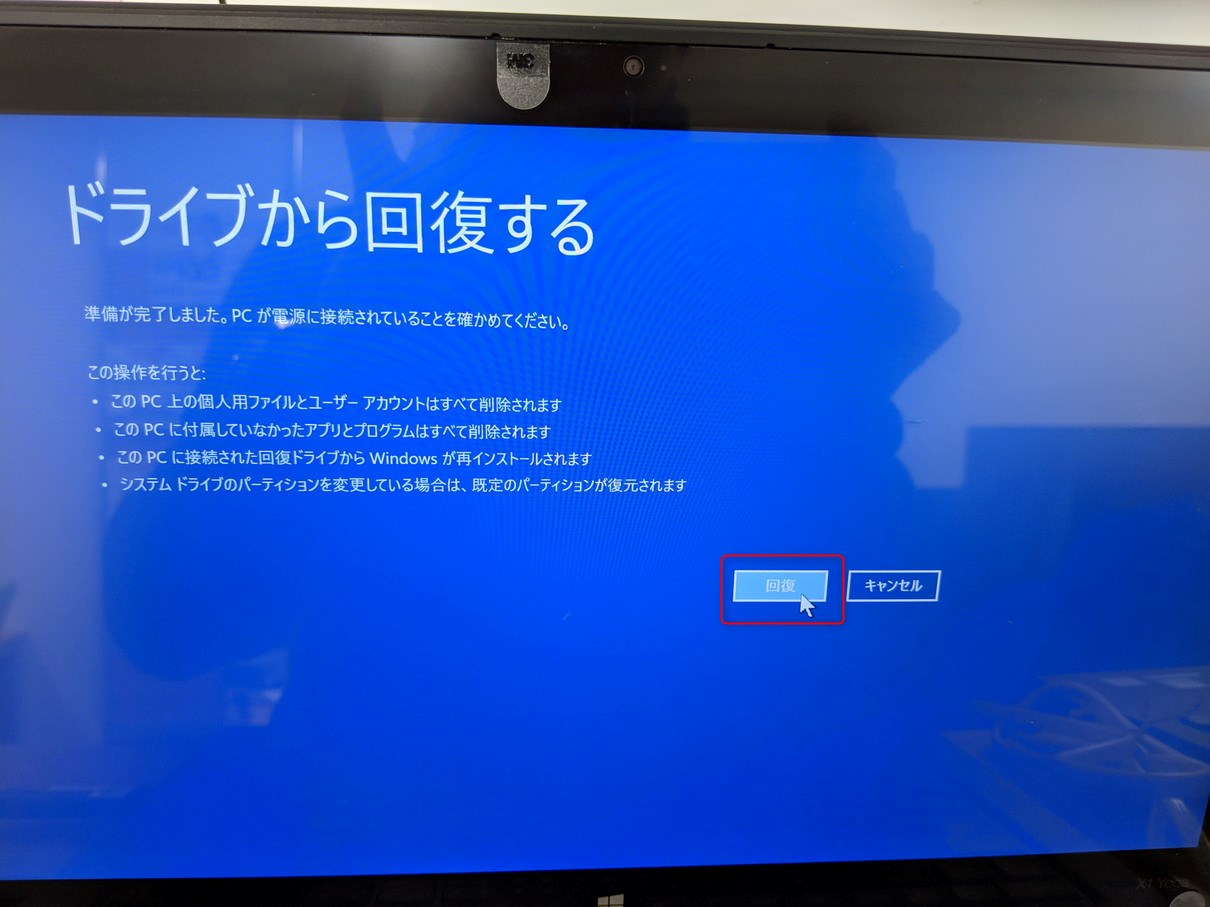 3M
ドライブから回復する
準備が完了しました。PC が電源に接続されていることを確かめてください。
この操作を行うと:
• この PC 上の個人用ファイルとユーザー アカウントはすべて削除されます
• この PC に付属していなかったアプリとプログラムはすべて削除されます
• この PC に接続された回復ドライブから Windows が再インストールされます
• システム ドライブのパーティションを変更している場合は、既定のパーティションが復元されます
回復 キャンセル
X1 Yoga